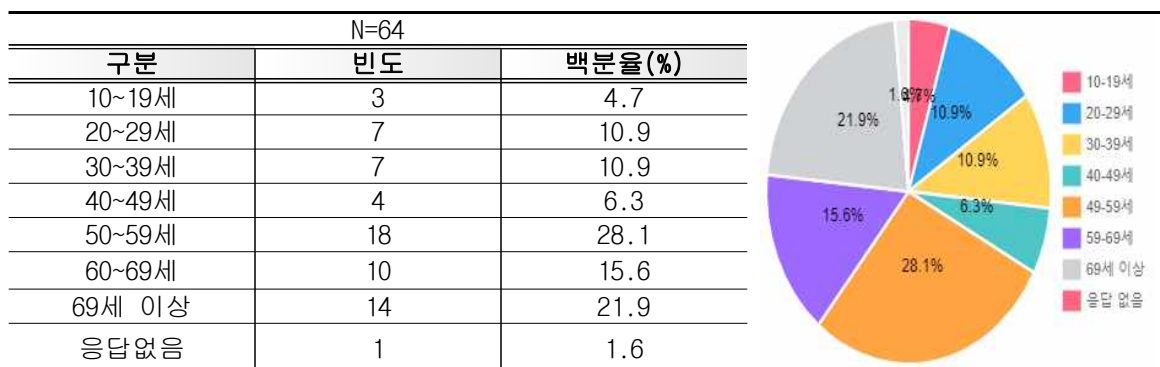 N=64
구분 빈도 백분율(%)
10~19세 3 4.7
20~29세 7 10.9
30~39세 7 10.9
40~49세 4 6.3
50~59세 18 28.1
60~69세 10 15.6
69세 이상 14 21.9
응답없음 1 1.6
1.6% 4.7%
10.9%
10.9%
6.3%
28.1%
15.6%
21.9%
10-19세
20-29세
30-39세
40-49세
49-59세
59-69세
69세 이상
응답 없음